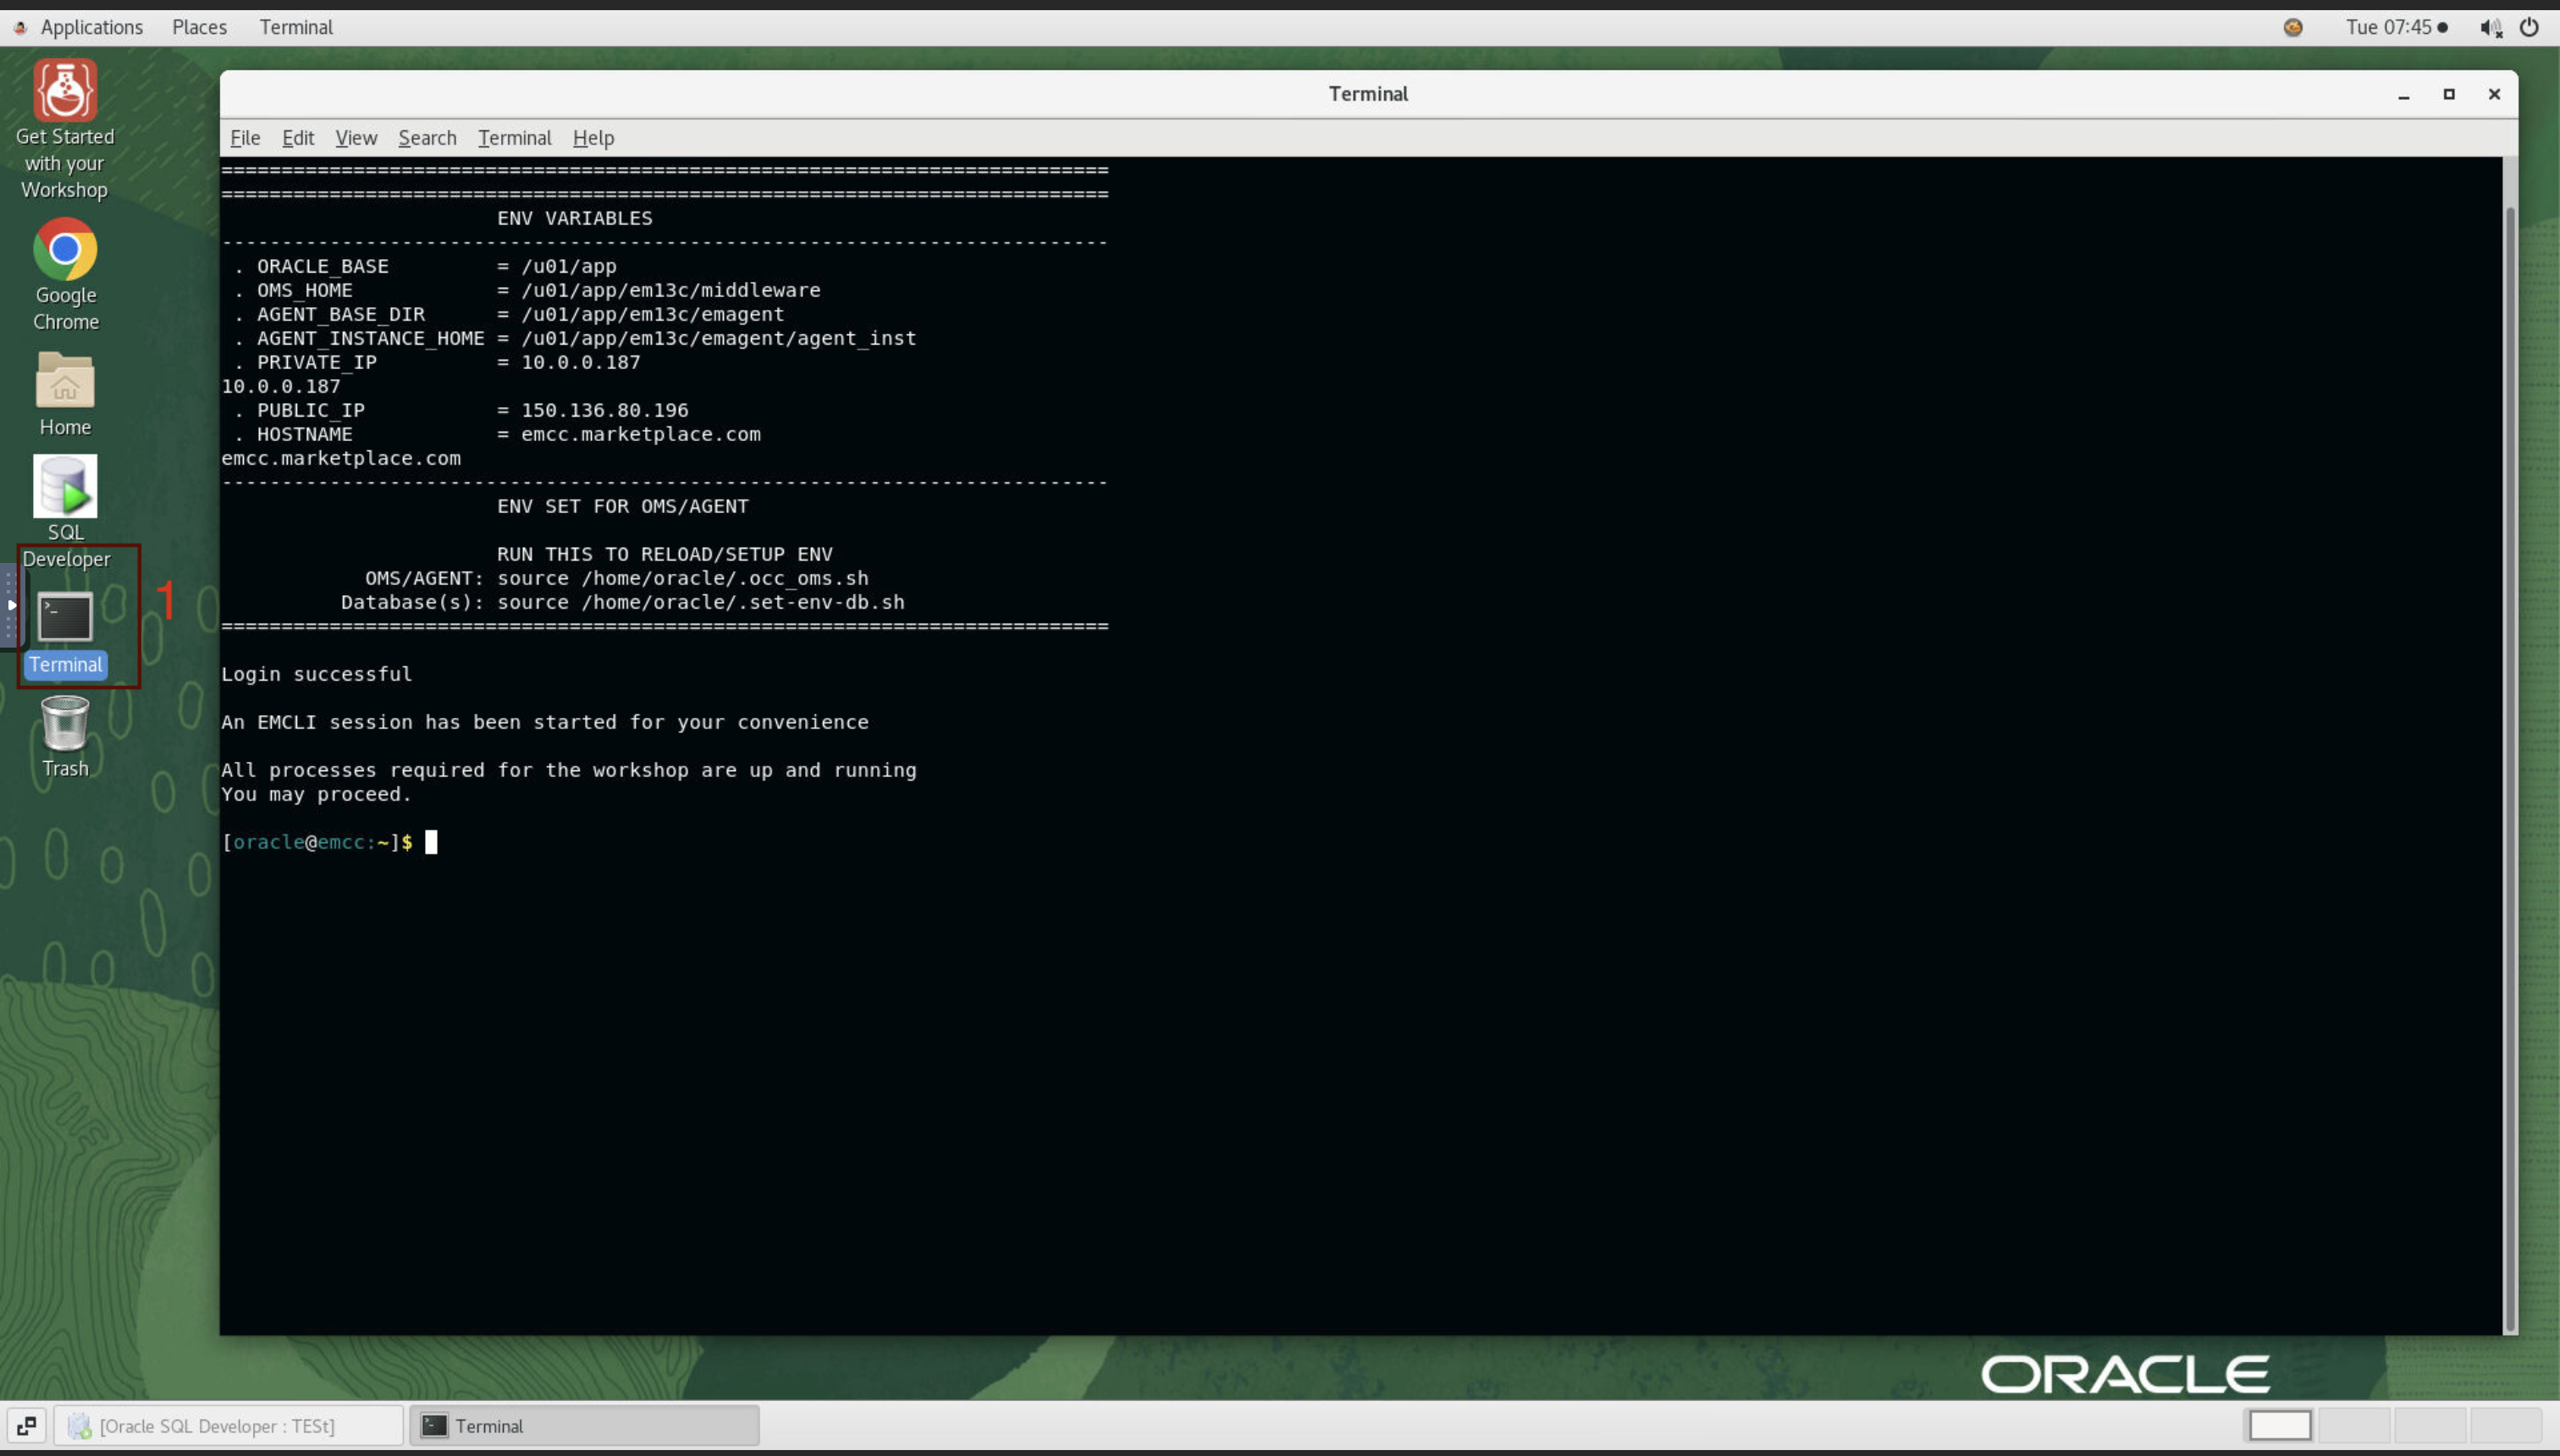 Applications Places Terminal
Tue 07:45
Get Started
with your
Workshop
Google
Chrome
Home
SQL
Developer
1
Terminal
Trash
Terminal
File Edit View Search Terminal Help
==========================================================================
==========================================================================
ENV VARIABLES
--------------------------------------------------------------------------
. ORACLE_BASE = /u01/app
. OMS_HOME = /u01/app/em13c/middleware
. AGENT_BASE_DIR = /u01/app/em13c/emagent
. AGENT_INSTANCE_HOME = /u01/app/em13c/emagent/agent_inst
. PRIVATE_IP = 10.0.0.187
10.0.0.187
. PUBLIC_IP = 150.136.80.196
. HOSTNAME = emcc.marketplace.com
emcc.marketplace.com
--------------------------------------------------------------------------
ENV SET FOR OMS/AGENT
RUN THIS TO RELOAD/SETUP ENV
OMS/AGENT: source /home/oracle/.occ_oms.sh
Database(s): source /home/oracle/.set-env-db.sh
==========================================================================
Login successful
An EMCLI session has been started for your convenience
All processes required for the workshop are up and running
You may proceed.
[oracle@emcc:~]$
ORACLE
[Oracle SQL Developer : TESt]
Terminal